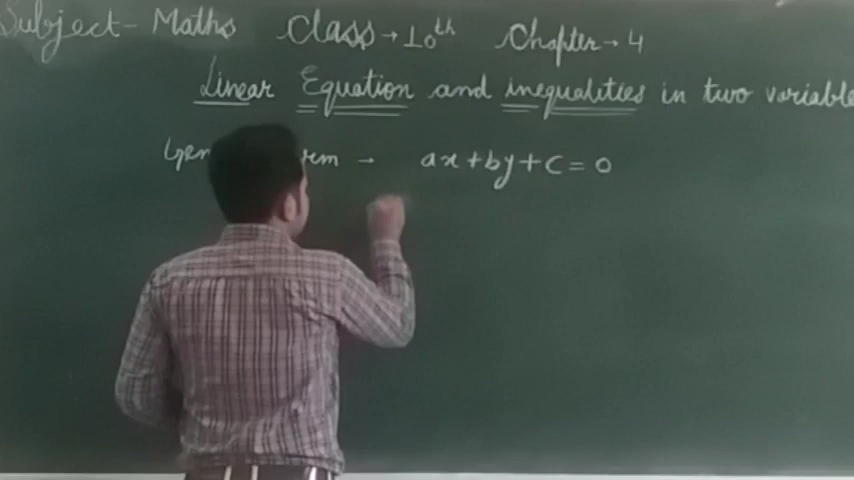 Subject - Maths Class → 10th Chapter → 4
Linear Equation and inequalities in two variable
→ ax + by + c = 0